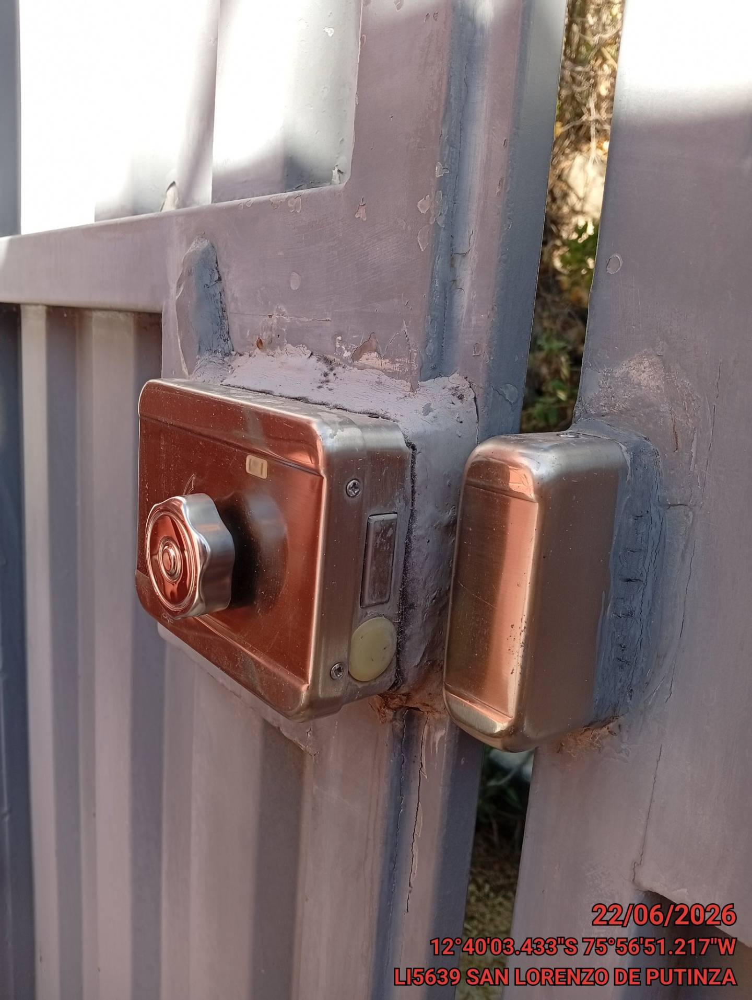 22/06/2026
12°40'03.433"S 75°56'51.217"W
LI5639 SAN LORENZO DE PUTINZA